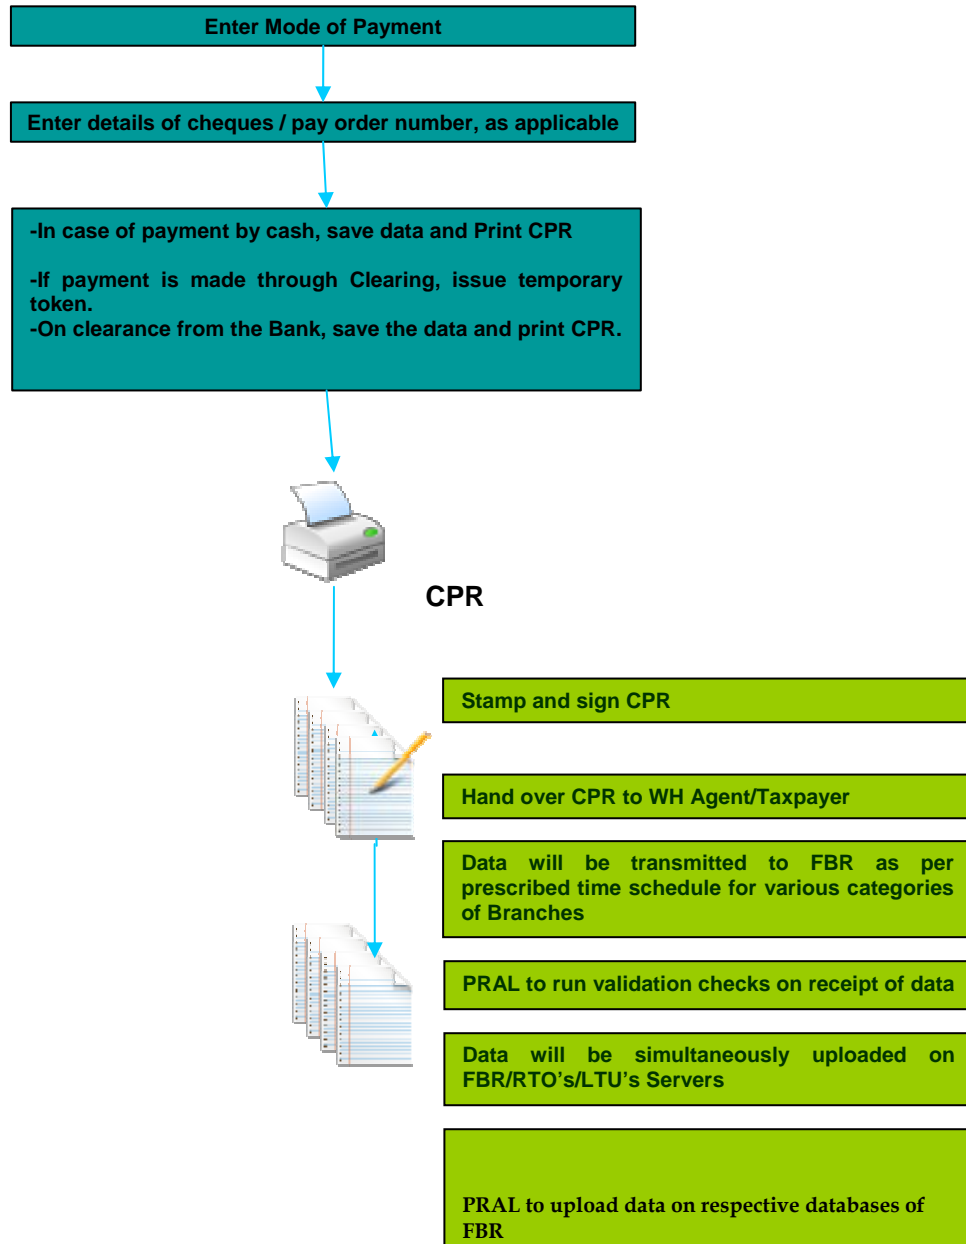 Enter Mode of Payment
Enter details of cheques / pay order number, as applicable
-In case of payment by cash, save data and Print CPR
-If payment is made through Clearing, issue temporary
token.
-On clearance from the Bank, save the data and print CPR.
CPR
Stamp and sign CPR
Hand over CPR to WH Agent/Taxpayer
Data will be transmitted to FBR as per
prescribed time schedule for various categories
of Branches
PRAL to run validation checks on receipt of data
Data will be simultaneously uploaded on
FBR/RTO's/LTU's Servers
PRAL to upload data on respective databases of
FBR